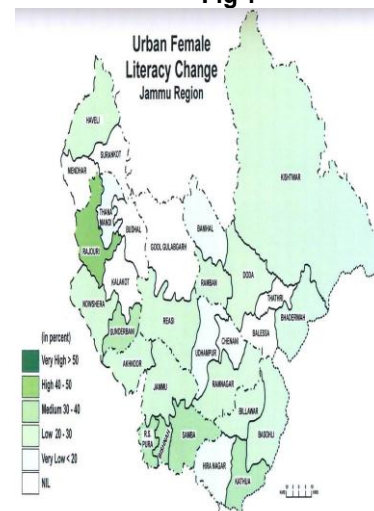 Urban Female
Literacy Change
Jammu Region
HAVELI
SURANKOT
MENDHAR
THANA
MANDI
BUDHAL
RAJOURI
GOOL GULABGARH
BANIHAL
KISHTWAR
KALAKOT
RAMBAN
DODA
THATHRI
NOWSHERA
REASI
BHADERWAH
SUNDERBANI
CHENANI
BALESSA
UDHAMPUR
AKHNOOR
RAMNAGAR
JAMMU
BILLAWAR
BASOHLI
R.S.
PURA
SAMBA
HIRA NAGAR
KATHUA
(in percent)
Very High > 50
High 40 - 50
Medium 30 - 40
Low 20 - 30
Very Low < 20
NIL